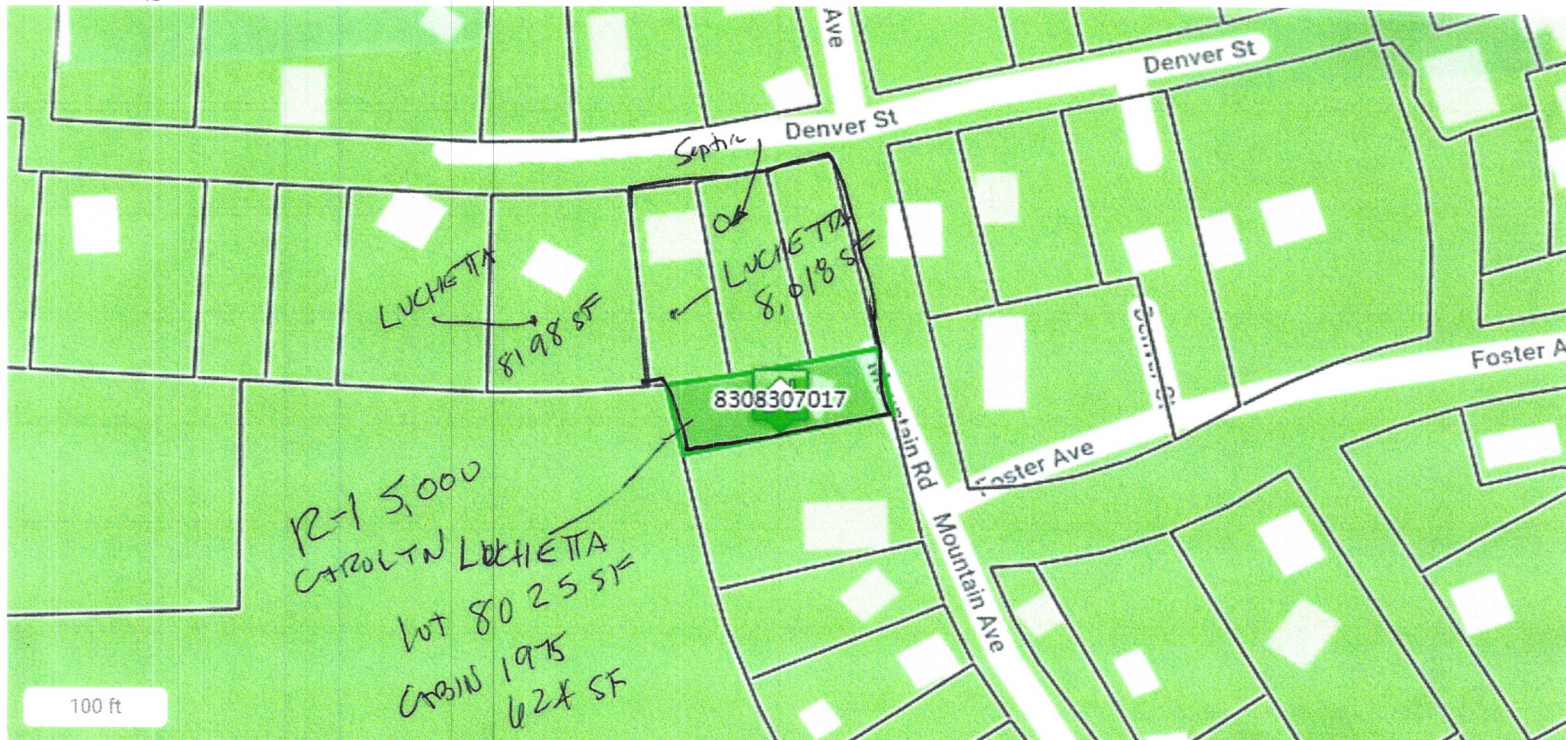 Ave
Denver St
Denver St
Septic
LUCHETTA
8198 SF
LUCHETTA
8,018 SF
8308307017
Mountain Rd
Foster Ave
Foster A
Mountain Ave
R-1 5,000
CAROLYN LUCHETTA
lot 8025 SF
CABIN 1975
624 SF
100 ft